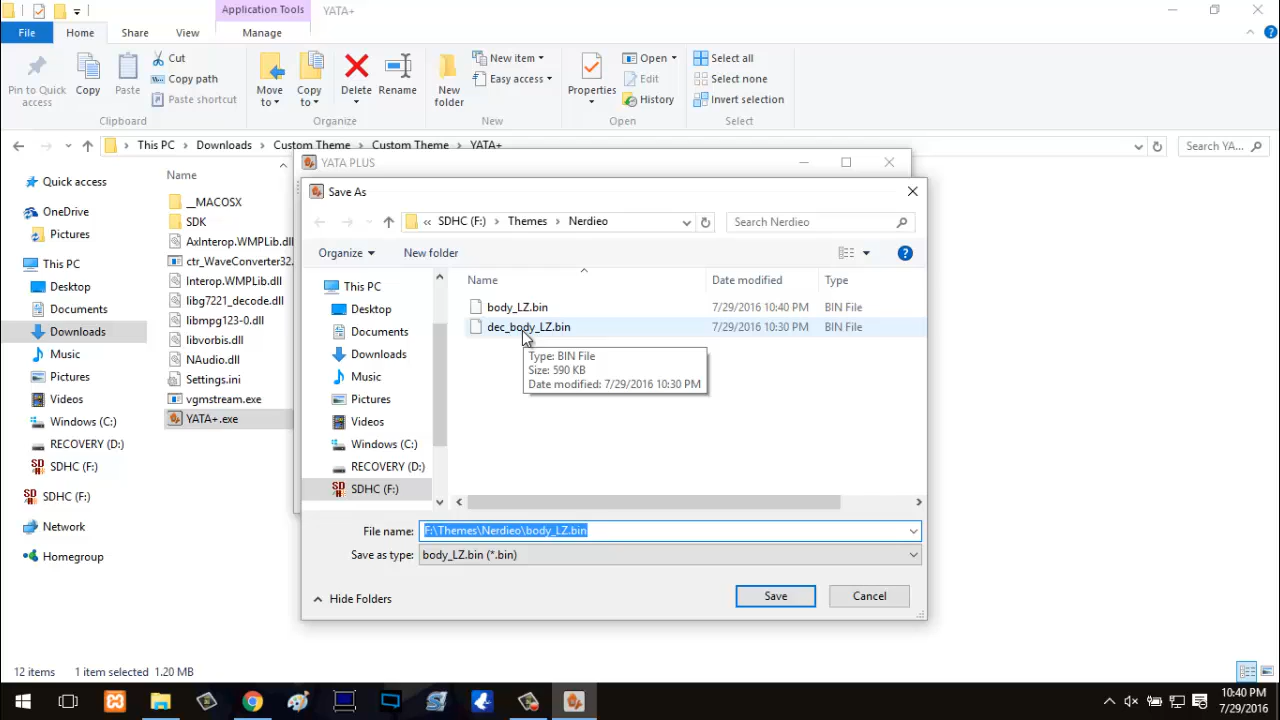 Application Tools
YATA+
File
Home
Share
View
Manage
Pin to Quick access
Copy
Paste
Cut
Copy path
Paste shortcut
Clipboard
Move to
Copy to
Delete
Rename
Organize
New folder
New item
Easy access
New
Properties
Open
Edit
History
Open
Select all
Select none
Invert selection
Select
This PC
Downloads
Custom Theme
Custom Theme
YATA+
Search YA...
Quick access
OneDrive
Pictures
This PC
Desktop
Documents
Downloads
Music
Pictures
Videos
Windows (C:)
RECOVERY (D:)
SDHC (F:)
SDHC (F:)
Network
Homegroup
Name
__MACOSX
SDK
AxInterop.WMPLib.dll
ctr_WaveConverter32.
Interop.WMPLib.dll
libg7221_decode.dll
libmpg123-0.dll
libvorbis.dll
NAudio.dll
Settings.ini
vgmstream.exe
YATA+.exe
YATA PLUS
Save As
« SDHC (F:)
Themes
Nerdieo
Search Nerdieo
Organize
New folder
This PC
Desktop
Documents
Downloads
Music
Pictures
Videos
Windows (C:)
RECOVERY (D:)
SDHC (F:)
Name
Date modified
Type
body_LZ.bin 7/29/2016 10:40 PM BIN File
dec_body_LZ.bin 7/29/2016 10:30 PM BIN File
Type: BIN File
Size: 590 KB
Date modified: 7/29/2016 10:30 PM
File name: F:\Themes\Nerdieo\body_LZ.bin
Save as type: body_LZ.bin (*.bin)
Hide Folders
Save
Cancel
12 items
1 item selected 1.20 MB
10:40 PM
7/29/2016